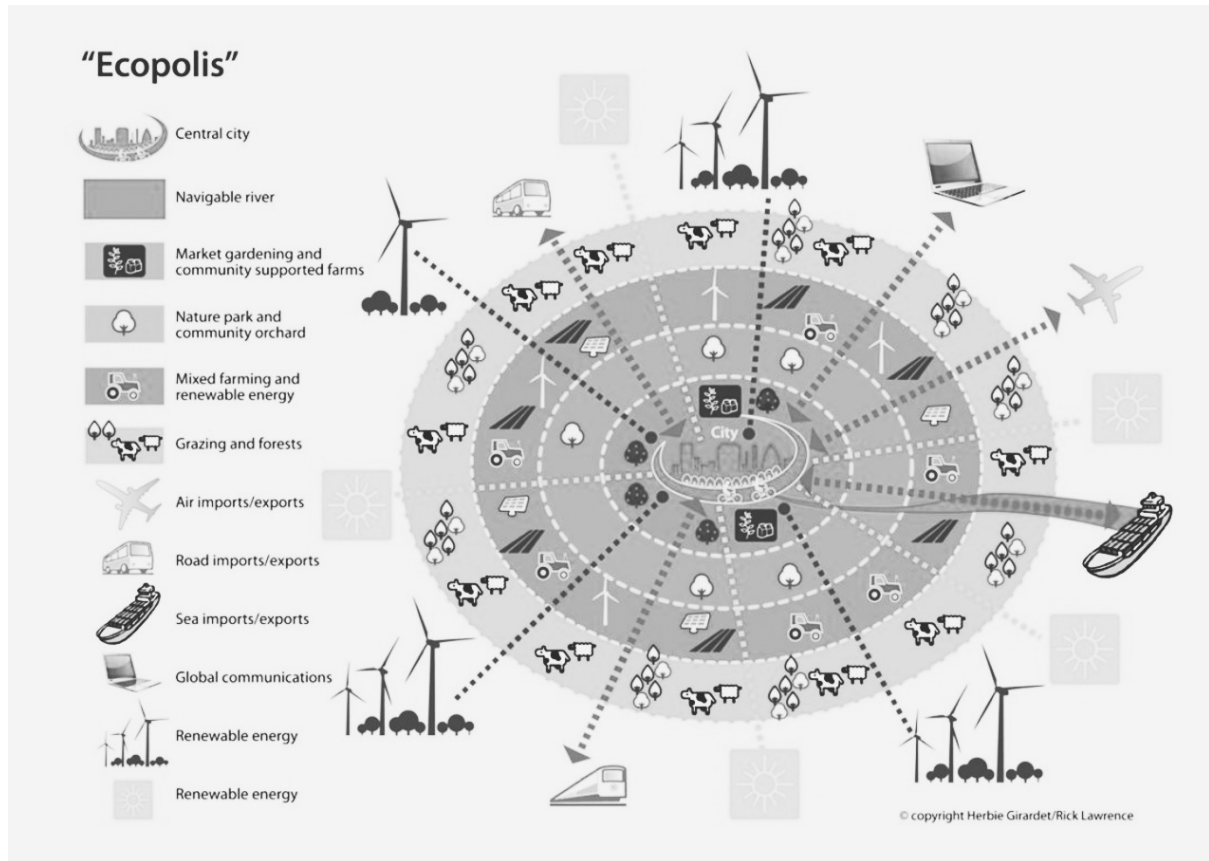 “Ecopolis”
Central city
Navigable river
Market gardening and
community supported farms
Nature park and
community orchard
Mixed farming and
renewable energy
Grazing and forests
Air imports/exports
Road imports/exports
Sea imports/exports
Global communications
Renewable energy
Renewable energy
City
© copyright Herbie Girardet/Rick Lawrence